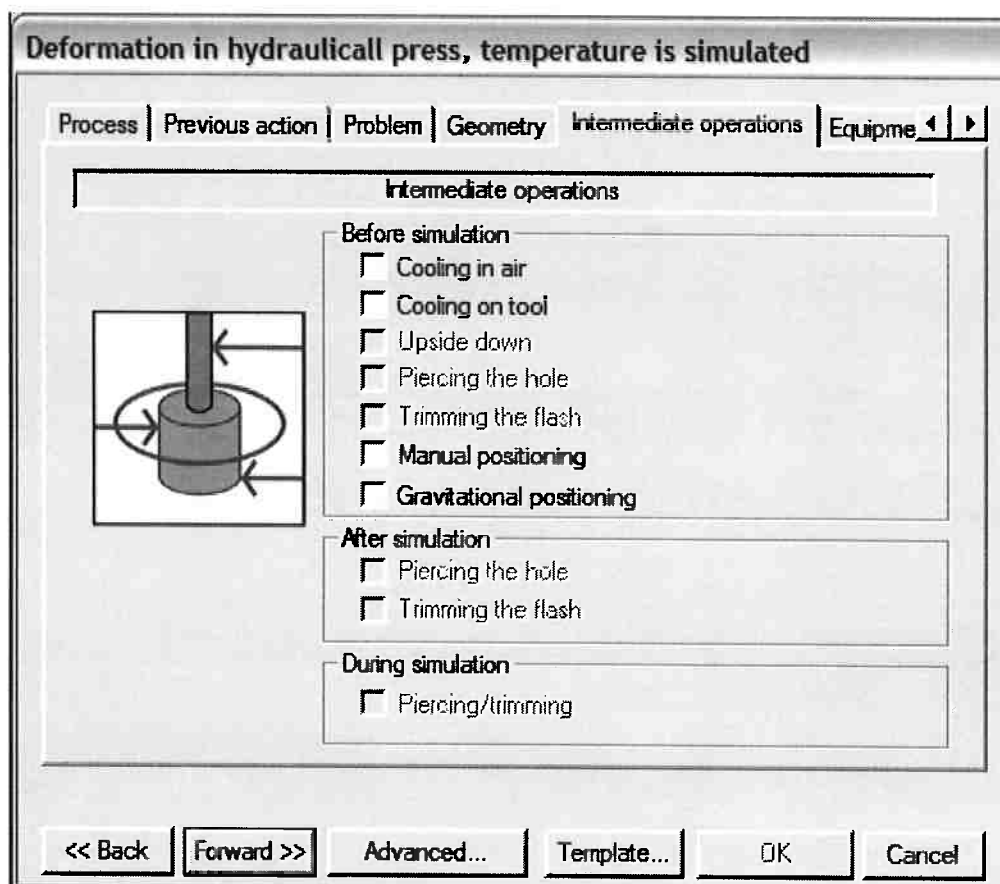 Deformation in hydraulicall press, temperature is simulated
Process Previous action Problem Geometry Intermediate operations Equipme
Intermediate operations
Before simulation
Cooling in air
Cooling on tool
Upside down
Piercing the hole
Trimming the flash
Manual positioning
Gravitational positioning
After simulation
Piercing the hole
Trimming the flash
During simulation
Piercing/trimming
<< Back Forward >> Advanced... Template... OK Cancel